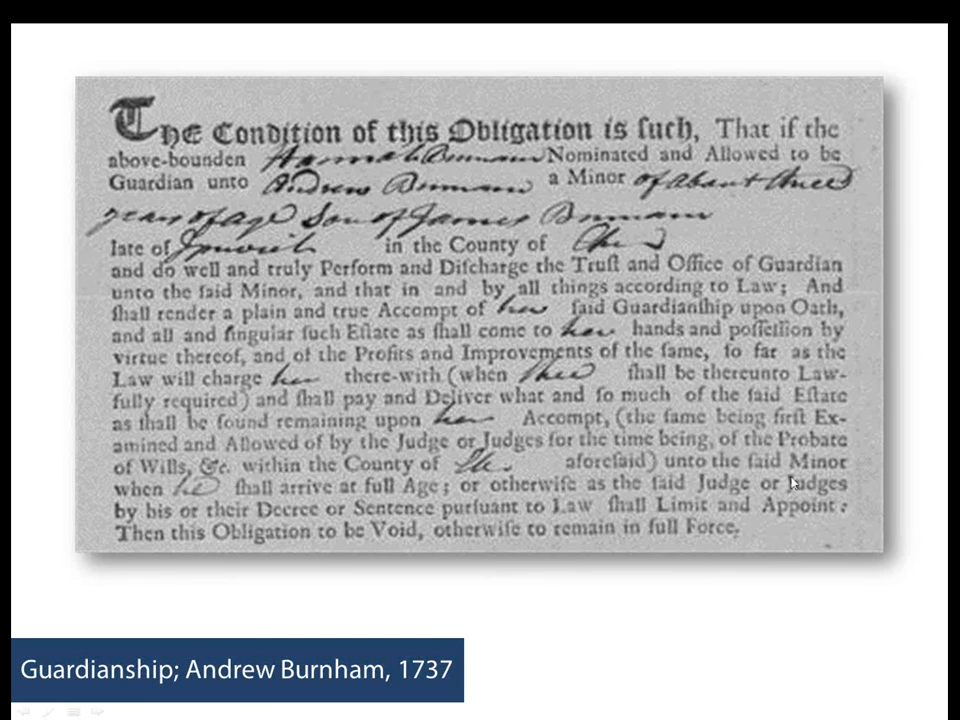 THE Condition of this Obligation is ſuch, That if the
above-bounden Hannah Burnam Nominated and Allowed to be
Guardian unto Andrew Burnam a Minor of about three
years of age Son of James Burnam
late of Ipswich in the County of
and do well and truly Perform and Diſcharge the Truſt and Office of Guardian
unto the ſaid Minor, and that in and by all things according to Law; And
ſhall render a plain and true Accompt of her ſaid Guardianſhip upon Oath,
and all and ſingular ſuch Eſtate as ſhall come to her hands and poſſeſſion by
virtue thereof, and of the Profits and Improvements of the ſame, ſo far as the
Law will charge her there-with (when ſhee ſhall be thereunto Law-
fully required) and ſhall pay and Deliver what and ſo much of the ſaid Eſtate
as ſhall be found remaining upon her Accompt, (the ſame being firſt Ex-
amined and Allowed of by the Judge or Judges for the time being, of the Probate
of Wills, &c. within the County of aforeſaid) unto the ſaid Minor
when he ſhall arrive at full Age; or otherwiſe as the ſaid Judge or Judges
by his or their Decree or Sentence purſuant to Law ſhall Limit and Appoint:
Then this Obligation to be Void, otherwiſe to remain in full Force.
Guardianship; Andrew Burnham, 1737